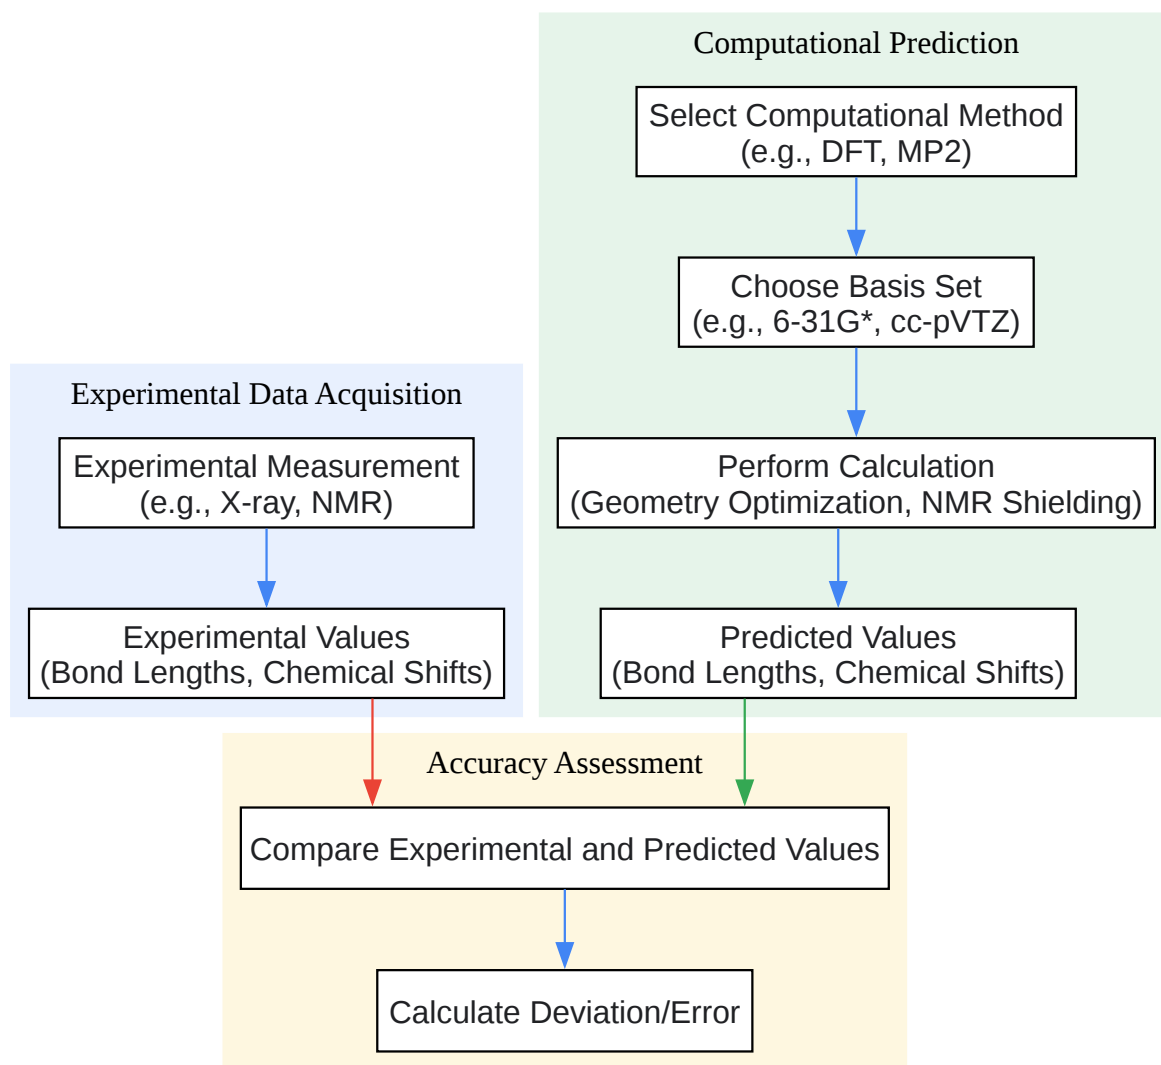 Computational Prediction
Select Computational Method
(e.g., DFT, MP2)
Choose Basis Set
(e.g., 6-31G*, cc-pVTZ)
Perform Calculation
(Geometry Optimization, NMR Shielding)
Predicted Values
(Bond Lengths, Chemical Shifts)
Experimental Data Acquisition
Experimental Measurement
(e.g., X-ray, NMR)
Experimental Values
(Bond Lengths, Chemical Shifts)
Accuracy Assessment
Compare Experimental and Predicted Values
Calculate Deviation/Error